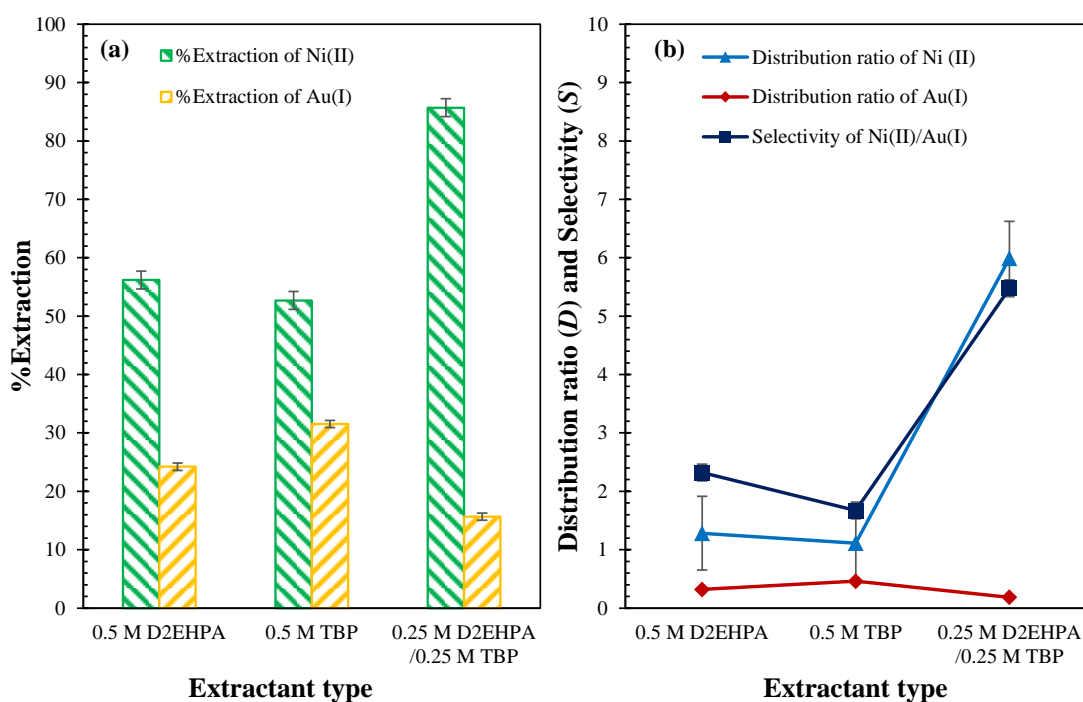 (a)
%Extraction of Ni(II)
%Extraction of Au(I)
100
90
80
70
60
50
40
30
20
10
0
%Extraction
0.5 M D2EHPA
0.5 M TBP
0.25 M D2EHPA
/0.25 M TBP
Extractant type
(b)
Distribution ratio of Ni (II)
Distribution ratio of Au(I)
Selectivity of Ni(II)/Au(I)
10
9
8
7
6
5
4
3
2
1
0
Distribution ratio (D) and Selectivity (S)
0.5 M D2EHPA
0.5 M TBP
0.25 M D2EHPA
/0.25 M TBP
Extractant type